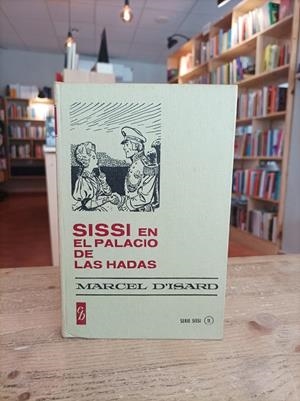 SISSI EN
EL PALACIO
DE
LAS HADAS
MARCEL D'ISARD
SERIE SISSI